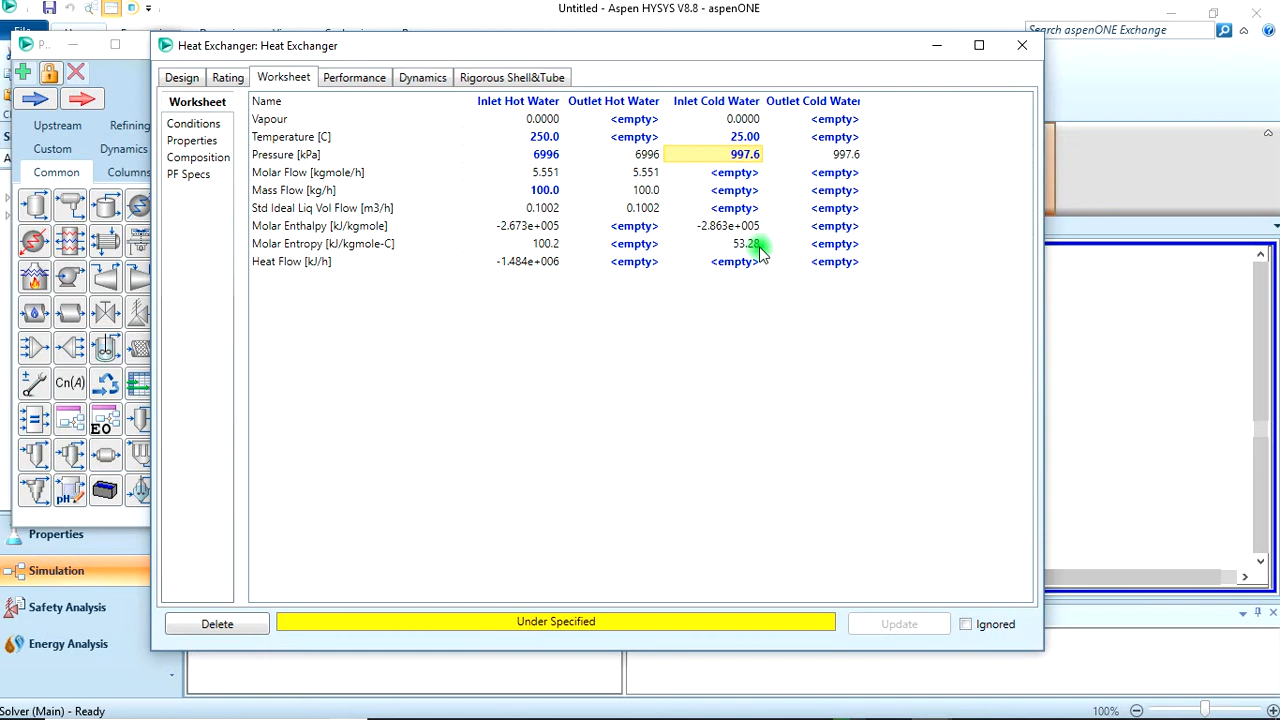 Untitled - Aspen HYSYS V8.8 - aspenONE
Search aspenONE Exchange
Heat Exchanger: Heat Exchanger
Design Rating Worksheet Performance Dynamics Rigorous Shell&Tube
Upstream Refining
Custom Dynamics
Common Columns
EO
Cn(A)
pH
Properties
Simulation
Safety Analysis
Energy Analysis
Worksheet
Conditions
Properties
Composition
PF Specs
Name Inlet Hot Water Outlet Hot Water Inlet Cold Water Outlet Cold Water
Vapour 0.0000 <empty> 0.0000 <empty>
Temperature [C] 250.0 <empty> 25.00 <empty>
Pressure [kPa] 6996 6996 997.6 997.6
Molar Flow [kgmole/h] 5.551 5.551 <empty> <empty>
Mass Flow [kg/h] 100.0 100.0 <empty> <empty>
Std Ideal Liq Vol Flow [m3/h] 0.1002 0.1002 <empty> <empty>
Molar Enthalpy [kJ/kgmole] -2.673e+005 <empty> -2.863e+005 <empty>
Molar Entropy [kJ/kgmole-C] 100.2 <empty> 53.28 <empty>
Heat Flow [kJ/h] -1.484e+006 <empty> <empty> <empty>
Delete Under Specified Update Ignored
Solver (Main) - Ready 100%